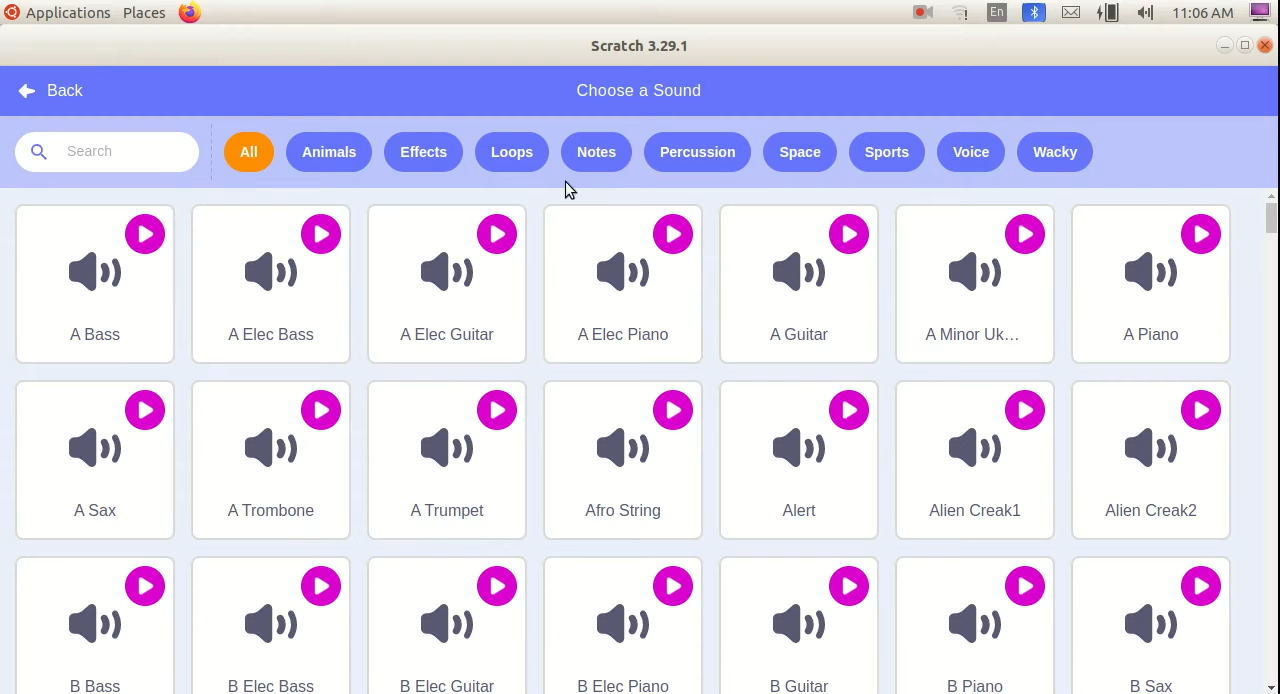 Applications Places En 11:06 AM
Scratch 3.29.1
Back Choose a Sound
Search All Animals Effects Loops Notes Percussion Space Sports Voice Wacky
A Bass A Elec Bass A Elec Guitar A Elec Piano A Guitar A Minor Uk... A Piano
A Sax A Trombone A Trumpet Afro String Alert Alien Creak1 Alien Creak2
B Bass B Elec Bass B Elec Guitar B Elec Piano B Guitar B Piano B Sax